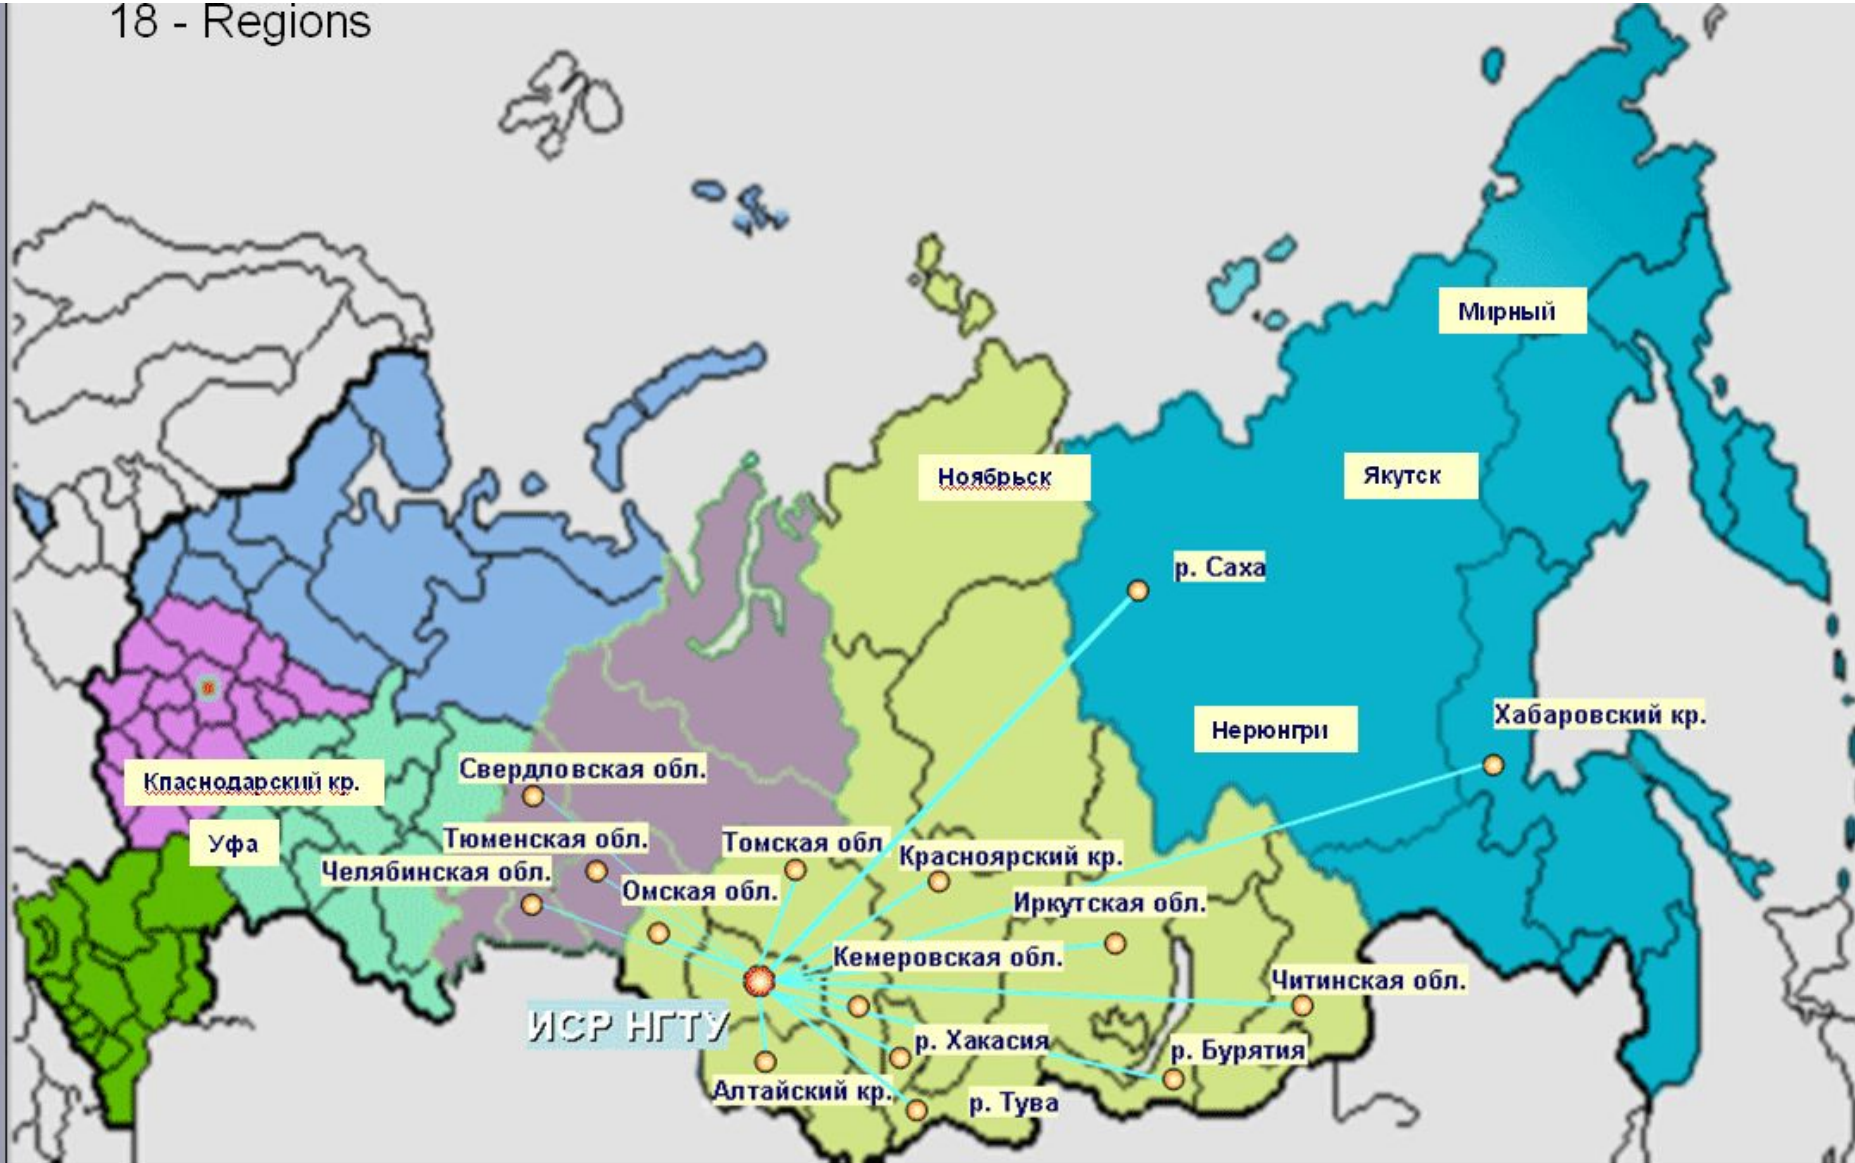 18 - Regions
Мирный
Ноябрьск
Якутск
р. Саха
Хабаровский кр.
Нерюнгри
Кпаснодарский кр.
Свердловская обл.
Уфа
Тюменская обл.
Томская обл
Красноярский кр.
Челябинская обл.
Омская обл.
Иркутская обл.
Кемеровская обл.
Читинская обл.
ИСР НГТУ
р. Хакасия
р. Бурятия
Алтайский кр.
р. Тува